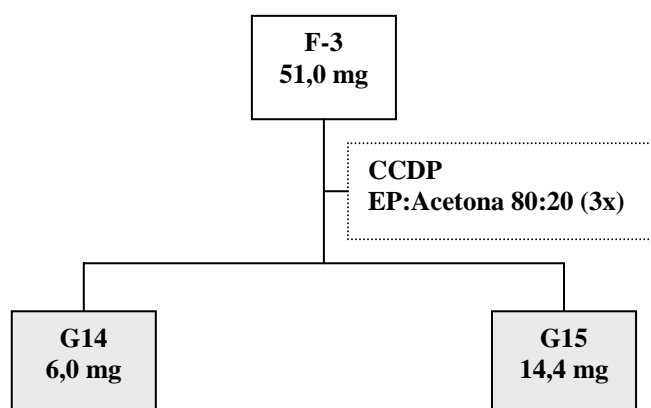 F-3
51,0 mg
CCDP
EP:Acetona 80:20 (3x)
G14
6,0 mg
G15
14,4 mg